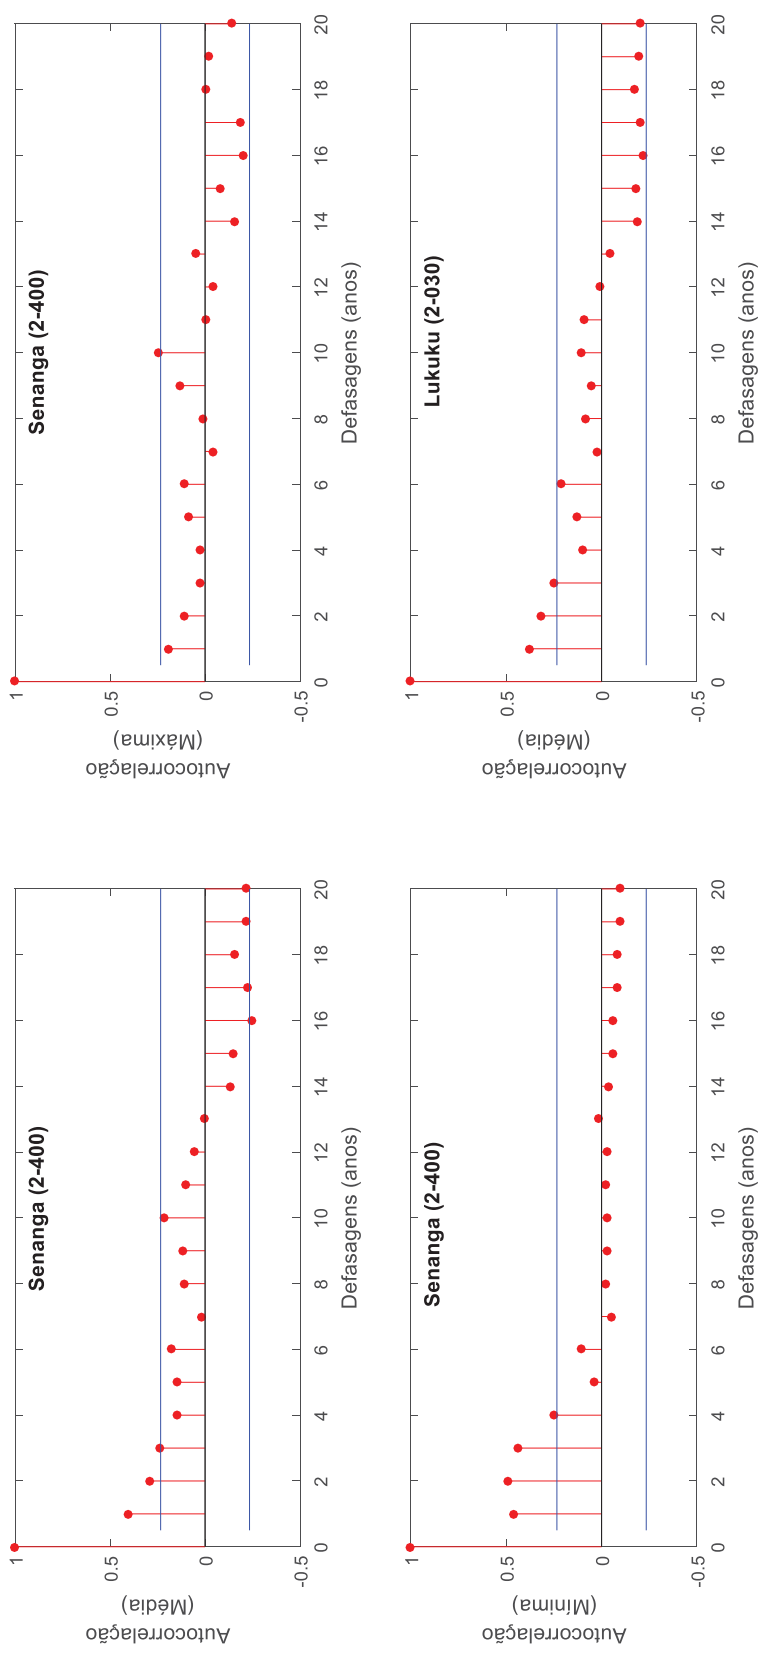 Senanga (2-400)
Autocorrelação
(Média)
1
0.5
0
-0.5
0 2 4 6 8 10 12 14 16 18 20
Defasagens (anos)
Senanga (2-400)
Autocorrelação
(Máxima)
1
0.5
0
-0.5
0 2 4 6 8 10 12 14 16 18 20
Defasagens (anos)
Senanga (2-400)
Autocorrelação
(Mínima)
1
0.5
0
-0.5
0 2 4 6 8 10 12 14 16 18 20
Defasagens (anos)
Lukuku (2-030)
Autocorrelação
(Média)
1
0.5
0
-0.5
0 2 4 6 8 10 12 14 16 18 20
Defasagens (anos)